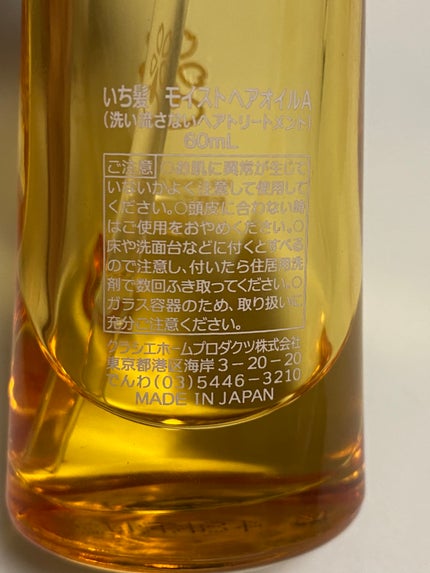 いち髪 モイストヘアオイルA
(洗い流さないヘアトリートメント)
60mL
ご注意 ○お肌に異常が生じて
いないかよく注意して使用して
ください。○頭皮に合わない時
はご使用をおやめください。○
床や洗面台などに付くとすべる
ので注意し、付いたら住居用洗
剤で数回ふき取ってください。○
ガラス容器のため、取り扱いに
充分ご注意ください。
クラシエホームプロダクツ株式会社
東京都港区海岸3-20-20
でんわ(03)5446-3210
MADE IN JAPAN